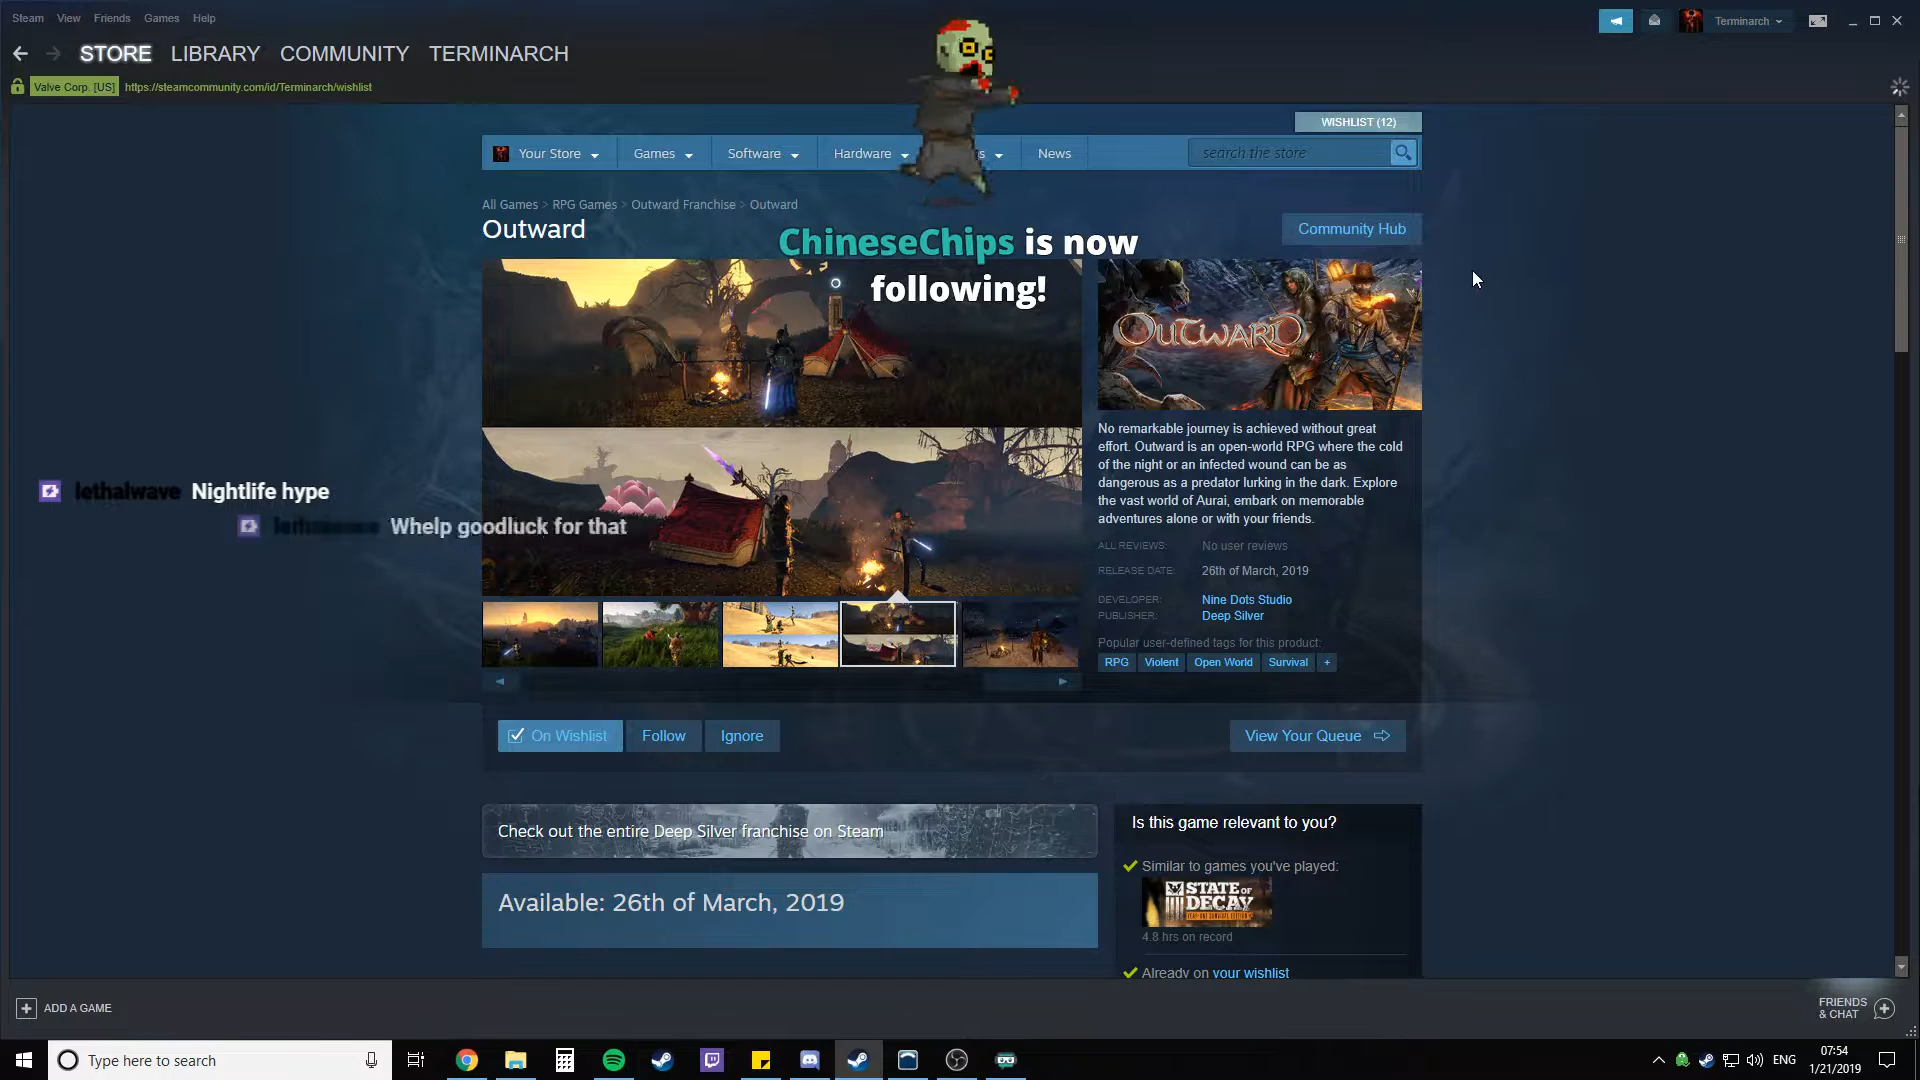 Steam View Friends Games Help
Terminarch
STORE LIBRARY COMMUNITY TERMINARCH
Valve Corp. [US] https://steamcommunity.com/id/Terminarch/wishlist
WISHLIST (12)
Your Store Games Software Hardware s News
search the store
All Games > RPG Games > Outward Franchise > Outward
Outward
Community Hub
ChineseChips is now
following!
OUTWARD
No remarkable journey is achieved without great
effort. Outward is an open-world RPG where the cold
of the night or an infected wound can be as
dangerous as a predator lurking in the dark. Explore
the vast world of Aurai, embark on memorable
adventures alone or with your friends.
lethalwave Nightlife hype
lethalwave Whelp goodluck for that
ALL REVIEWS: No user reviews
RELEASE DATE: 26th of March, 2019
DEVELOPER: Nine Dots Studio
PUBLISHER: Deep Silver
Popular user-defined tags for this product:
RPG Violent Open World Survival +
On Wishlist Follow Ignore
View Your Queue
Check out the entire Deep Silver franchise on Steam
Available: 26th of March, 2019
Is this game relevant to you?
Similar to games you've played:
STATE OF DECAY
YEAR-ONE SURVIVAL EDITION
4.8 hrs on record
Already on your wishlist
ADD A GAME
FRIENDS
& CHAT
Type here to search
ENG
07:54
1/21/2019